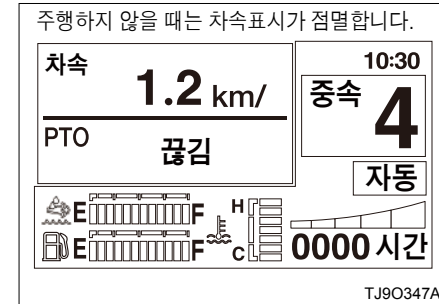 주행하지 않을 때는 차속표시가 점멸합니다.
차속
1.2 km/
PTO
끊김
10:30
중속
4
자동
E F
E F
H
C
0000 시간
TJ9O347A